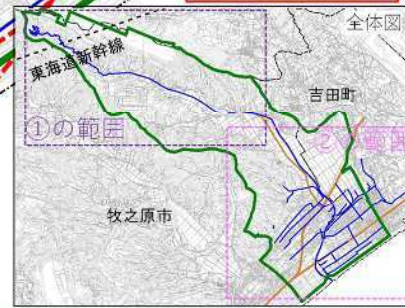 全体図
東海道新幹線
吉田町
①の範囲
②の範囲
牧之原市